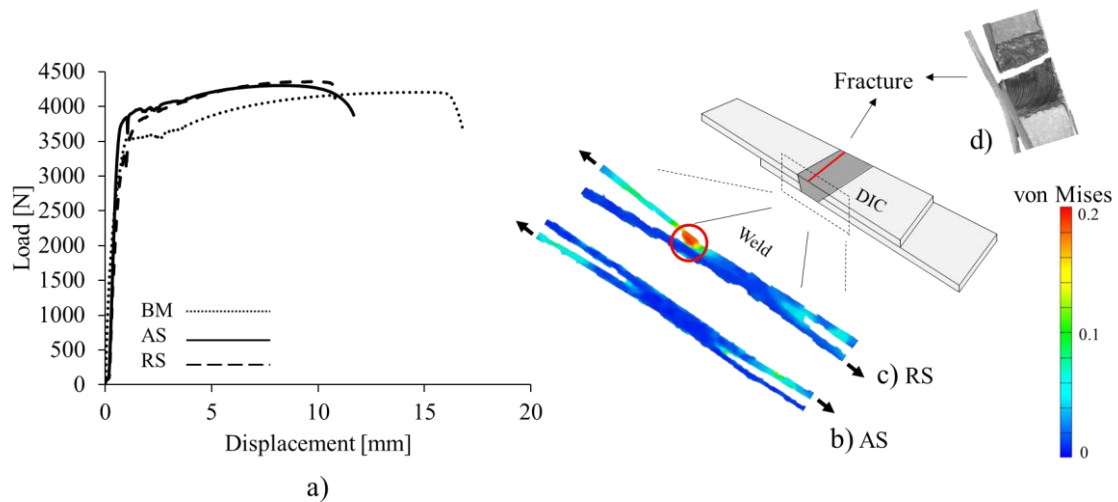 4500
4000
3500
3000
2500
2000
1500
1000
500
0
Load [N]
BM
AS
RS
0 5 10 15 20
Displacement [mm]
a)
Fracture
d)
DIC
Weld
c) RS
b) AS
von Mises
0.2
0.1
0